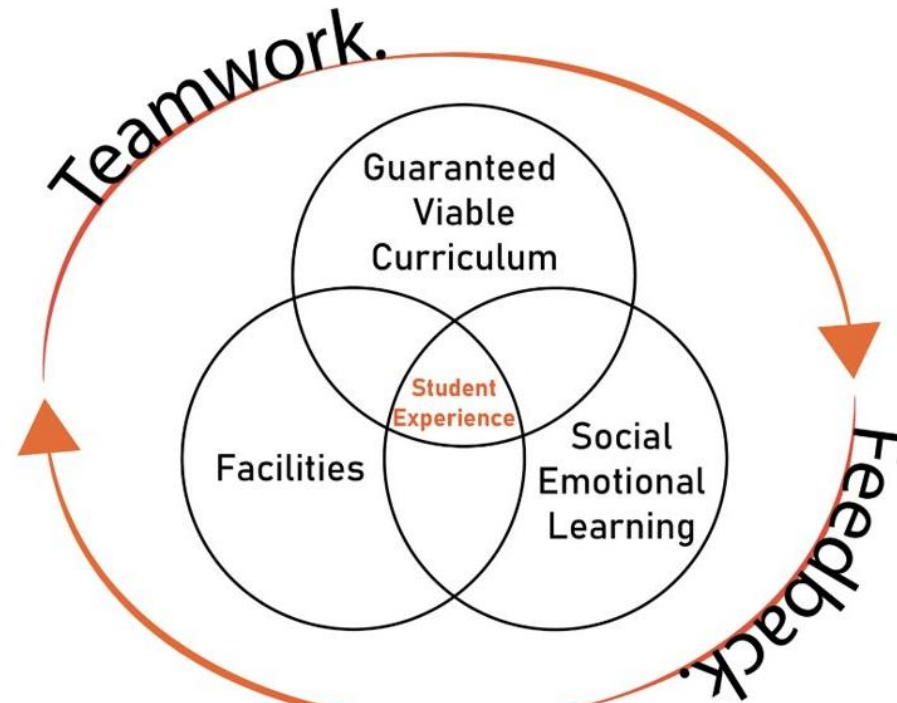 Teamwork.
Guaranteed
Viable
Curriculum
Student
Experience
Facilities
Social
Emotional
Learning
Feedback.